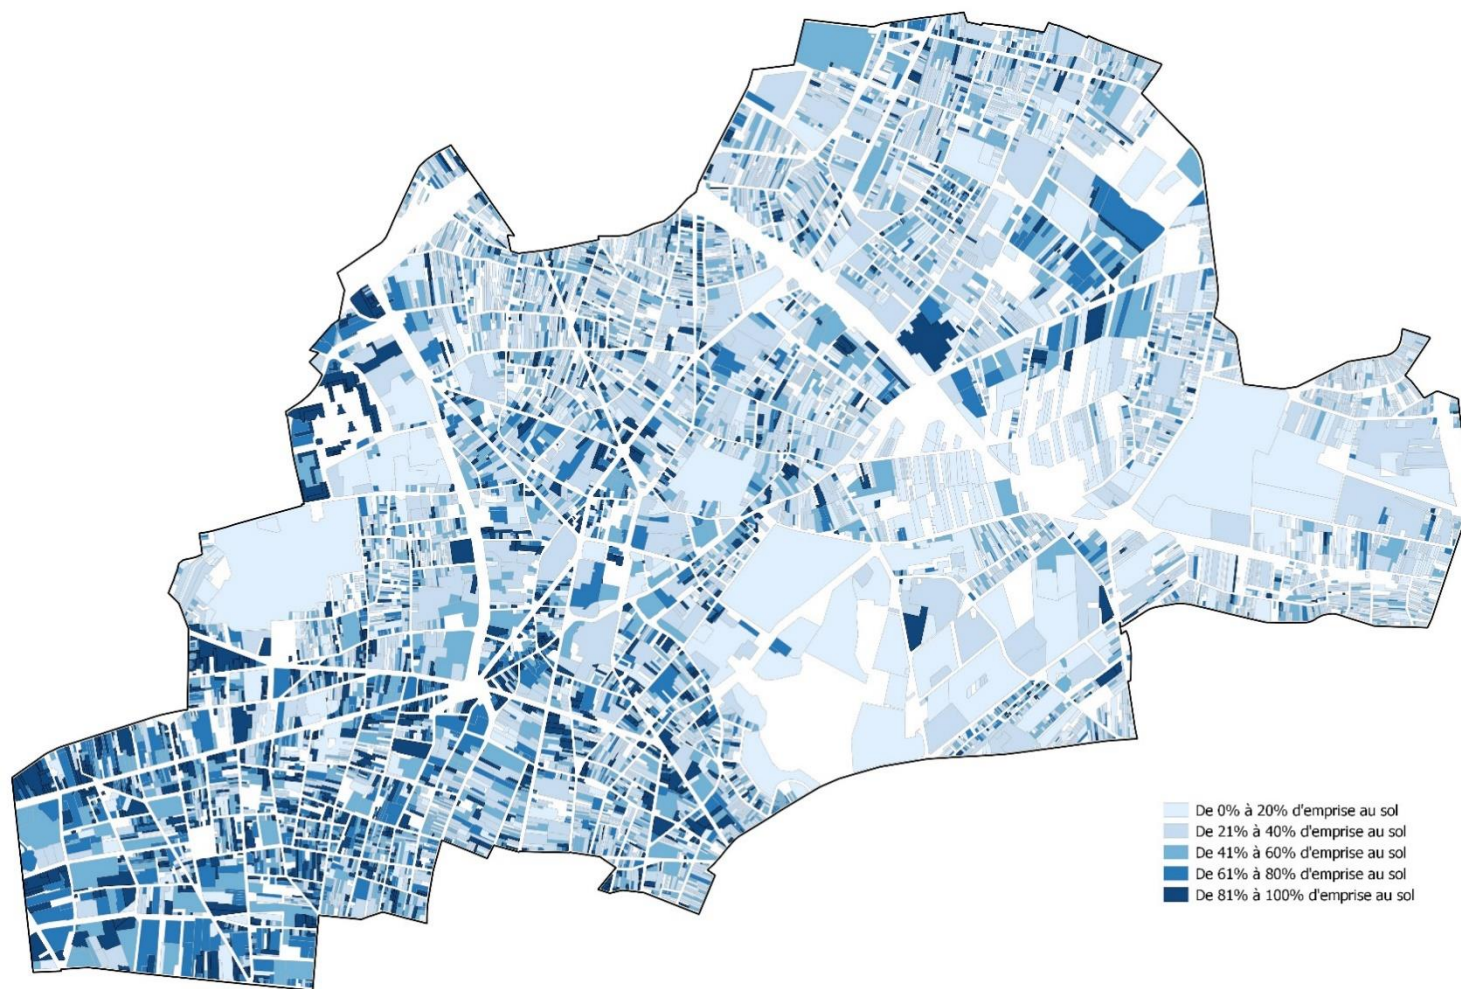 De 0% à 20% d'emprise au sol
De 21% à 40% d'emprise au sol
De 41% à 60% d'emprise au sol
De 61% à 80% d'emprise au sol
De 81% à 100% d'emprise au sol